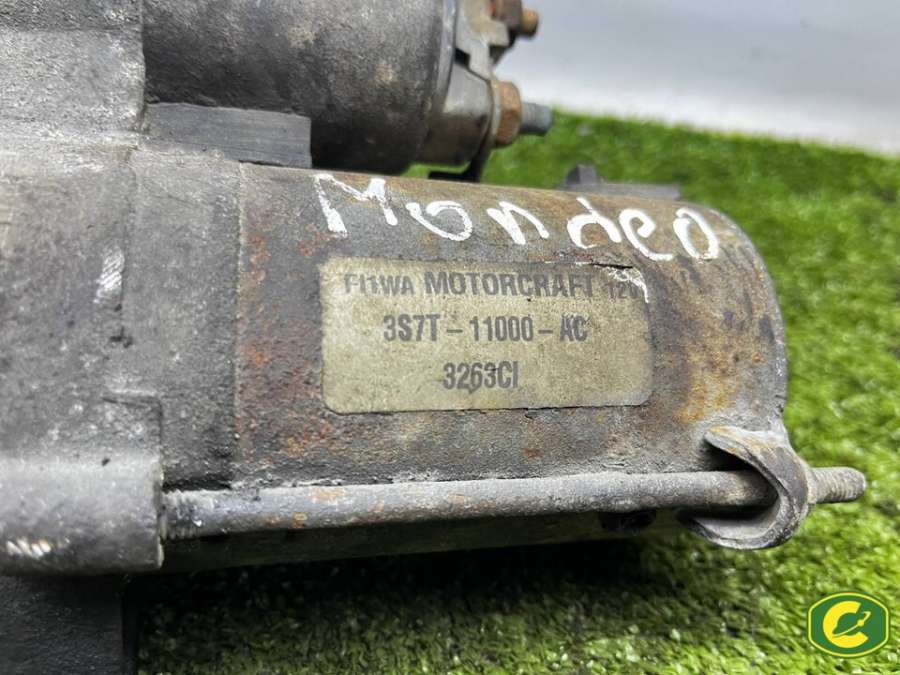 Mondeo
MOTORCRAFT
3S7T-11000-AC
3263CI